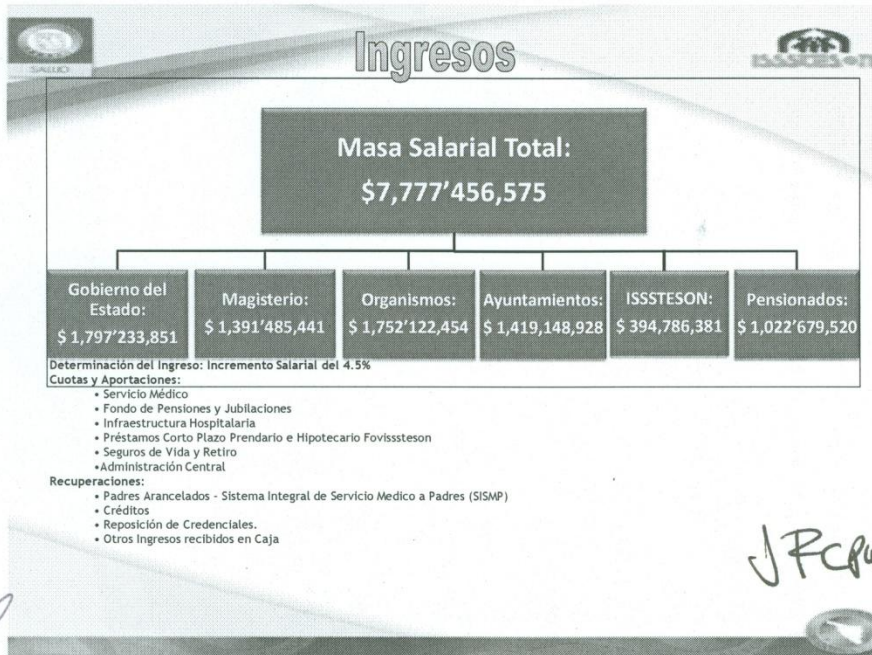 SALUD
Ingresos
ISSSTESON
Masa Salarial Total:
$7,777’456,575
Gobierno del
Estado:
$ 1,797’233,851
Magisterio:
$ 1,391’485,441
Organismos:
$ 1,752’122,454
Ayuntamientos:
$ 1,419,148,928
ISSSTESON:
$ 394,786,381
Pensionados:
$ 1,022’679,520
Determinación del Ingreso: Incremento Salarial del 4.5%
Cuotas y Aportaciones:
• Servicio Médico
• Fondo de Pensiones y Jubilaciones
• Infraestructura Hospitalaria
• Préstamos Corto Plazo Prendario e Hipotecario Fovisssteson
• Seguros de Vida y Retiro
•Administración Central
Recuperaciones:
• Padres Arancelados - Sistema Integral de Servicio Medico a Padres (SISMP)
• Créditos
• Reposición de Credenciales.
• Otros Ingresos recibidos en Caja